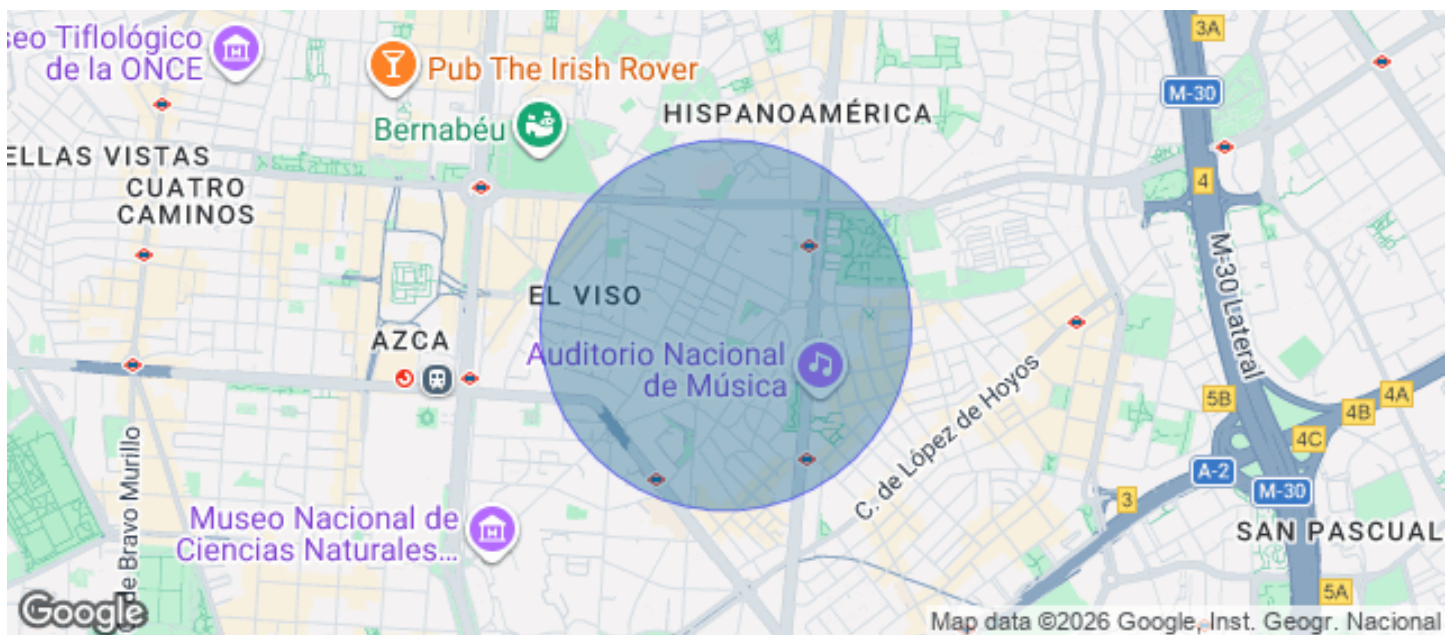 seo Tiflológico
de la ONCE
Pub The Irish Rover
Bernabéu
HISPANOAMÉRICA
3A
M-30
4
ELLAS VISTAS
CUATRO
CAMINOS
EL VISO
AZCA
Auditorio Nacional
de Música
M-30 Lateral
C. de López de Hoyos
5B
4A
4B
4C
A-2
M-30
3
de Bravo Murillo
Museo Nacional de
Ciencias Naturales...
SAN PASCUAL
5A
Google
Map data ©2026 Google, Inst. Geogr. Nacional